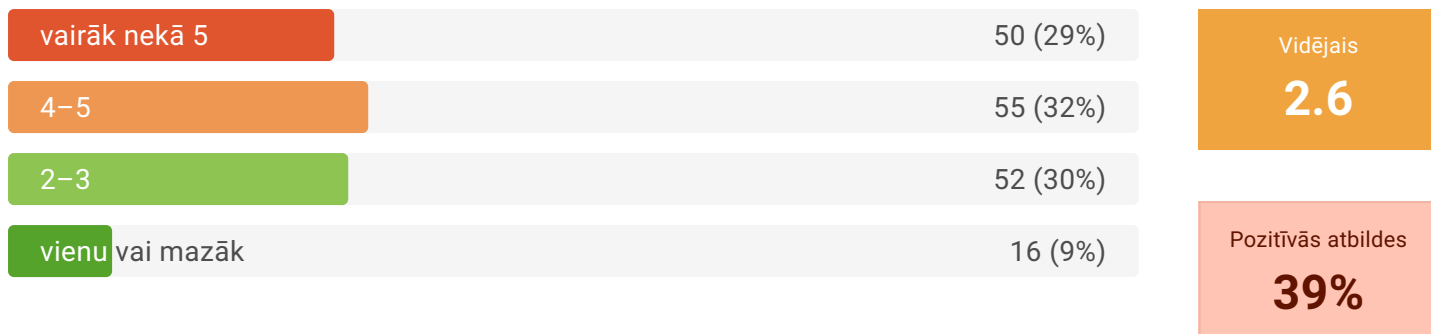 vairāk nekā 5 50 (29%)
4–5 55 (32%)
2–3 52 (30%)
vienu vai mazāk 16 (9%)
Vidējais
2.6
Pozitīvās atbildes
39%